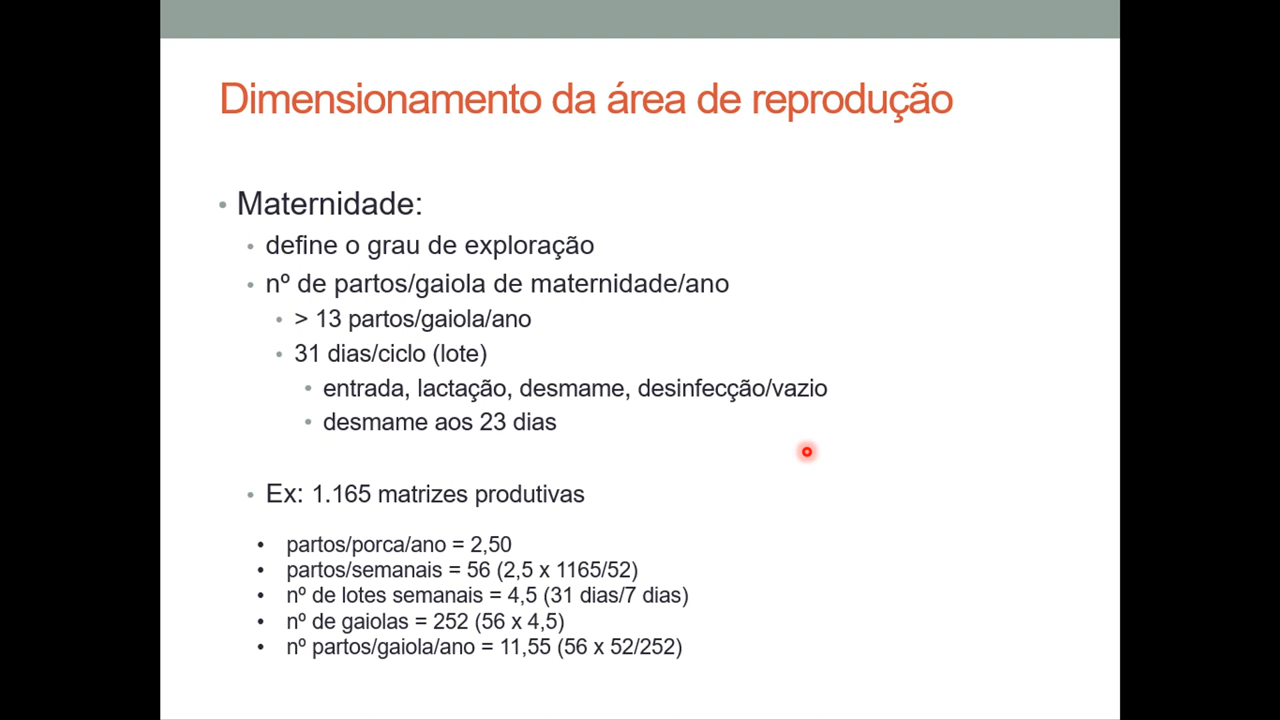 Dimensionamento da área de reprodução
• Maternidade:
• define o grau de exploração
• nº de partos/gaiola de maternidade/ano
• > 13 partos/gaiola/ano
• 31 dias/ciclo (lote)
• entrada, lactação, desmame, desinfecção/vazio
• desmame aos 23 dias
• Ex: 1.165 matrizes produtivas
• partos/porca/ano = 2,50
• partos/semanais = 56 (2,5 x 1165/52)
• nº de lotes semanais = 4,5 (31 dias/7 dias)
• nº de gaiolas = 252 (56 x 4,5)
• nº partos/gaiola/ano = 11,55 (56 x 52/252)